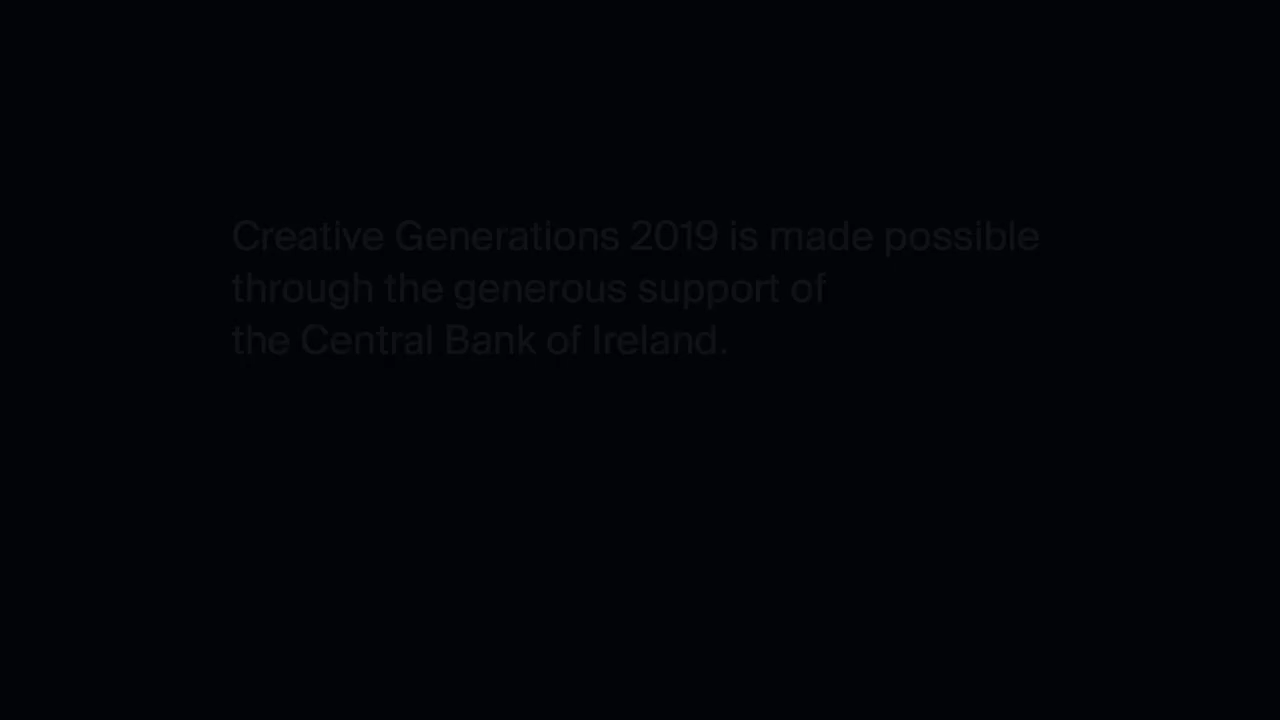 Creative Generations 2019 is made possible
through the generous support of
the Central Bank of Ireland.